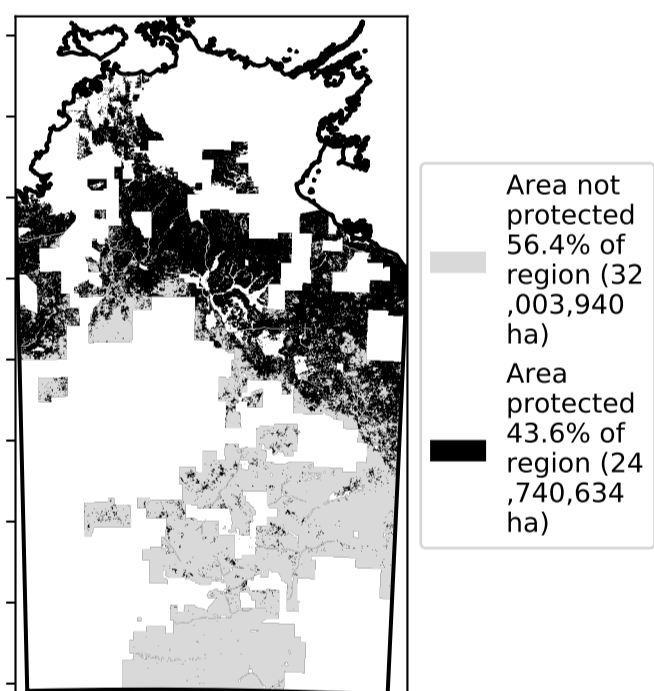 Area not
protected
56.4% of
region (32
,003,940
ha)
Area
protected
43.6% of
region (24
,740,634
ha)